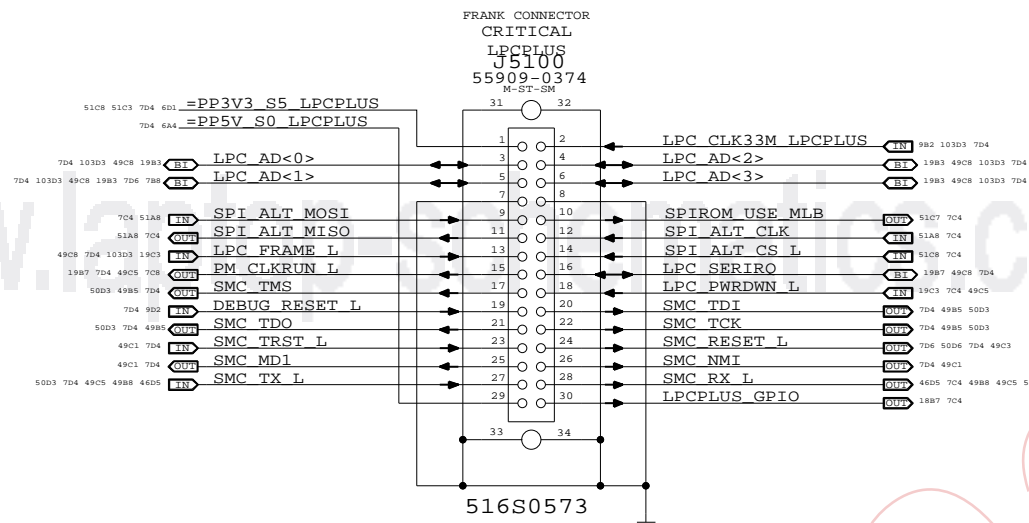 FRANK CONNECTOR
CRITICAL
LPCPLUS
J5100
55909-0374
M-ST-SM
31 32
51C8 51C3 7D4 6D1 =PP3V3_S5_LPCPLUS
7D4 6A4 =PP5V_S0_LPCPLUS
1 2 LPC_CLK33M_LPCPLUS IN 9B2 103D3 7D4
7D4 103D3 49C8 19B3 BI LPC_AD<0> 3 4 LPC_AD<2> BI 19B3 49C8 103D3 7D4
7D4 103D3 49C8 19B3 7D6 7B8 BI LPC_AD<1> 5 6 LPC_AD<3> BI 19B3 49C8 103D3 7D4
7 8
7C4 51A8 IN SPI_ALT_MOSI 9 10 SPIROM_USE_MLB OUT 51C7 7C4
51A8 7C4 OUT SPI_ALT_MISO 11 12 SPI_ALT_CLK IN 51A8 7C4
49C8 7D4 103D3 19C3 IN LPC_FRAME_L 13 14 SPI_ALT_CS_L IN 51C8 7C4
19B7 7D4 49C5 7C8 OUT PM_CLKRUN_L 15 16 LPC_SERIRQ BI 19B7 49C8 7D4
50D3 49B5 7D4 OUT SMC_TMS 17 18 LPC_PWRDWN_L IN 19C3 7C4 49C5
7D4 9D2 IN DEBUG_RESET_L 19 20 SMC_TDI OUT 7D4 49B5 50D3
50D3 7D4 49B5 OUT SMC_TDO 21 22 SMC_TCK OUT 7D4 49B5 50D3
49C1 7D4 IN SMC_TRST_L 23 24 SMC_RESET_L OUT 7D6 50D6 7D4 49C3
49C1 7D4 OUT SMC_MD1 25 26 SMC_NMI OUT 7D4 49C1
50D3 7D4 49C5 49B8 46D5 IN SMC_TX_L 27 28 SMC_RX_L OUT 46D5 7C4 49B8 49C5 5
29 30 LPCPLUS_GPIO OUT 18B7 7C4
33 34
516S0573
w.laptop-schematics.c